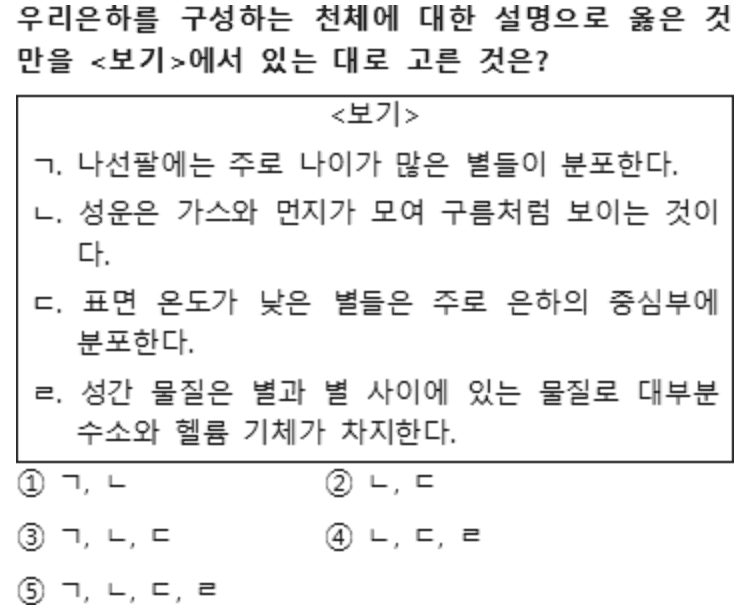 우리은하를 구성하는 천체에 대한 설명으로 옳은 것
만을 <보기>에서 있는 대로 고른 것은?
<보기>
ㄱ. 나선팔에는 주로 나이가 많은 별들이 분포한다.
ㄴ. 성운은 가스와 먼지가 모여 구름처럼 보이는 것이
다.
ㄷ. 표면 온도가 낮은 별들은 주로 은하의 중심부에
분포한다.
ㄹ. 성간 물질은 별과 별 사이에 있는 물질로 대부분
수소와 헬륨 기체가 차지한다.
① ㄱ, ㄴ ② ㄴ, ㄷ
③ ㄱ, ㄴ, ㄷ ④ ㄴ, ㄷ, ㄹ
⑤ ㄱ, ㄴ, ㄷ, ㄹ